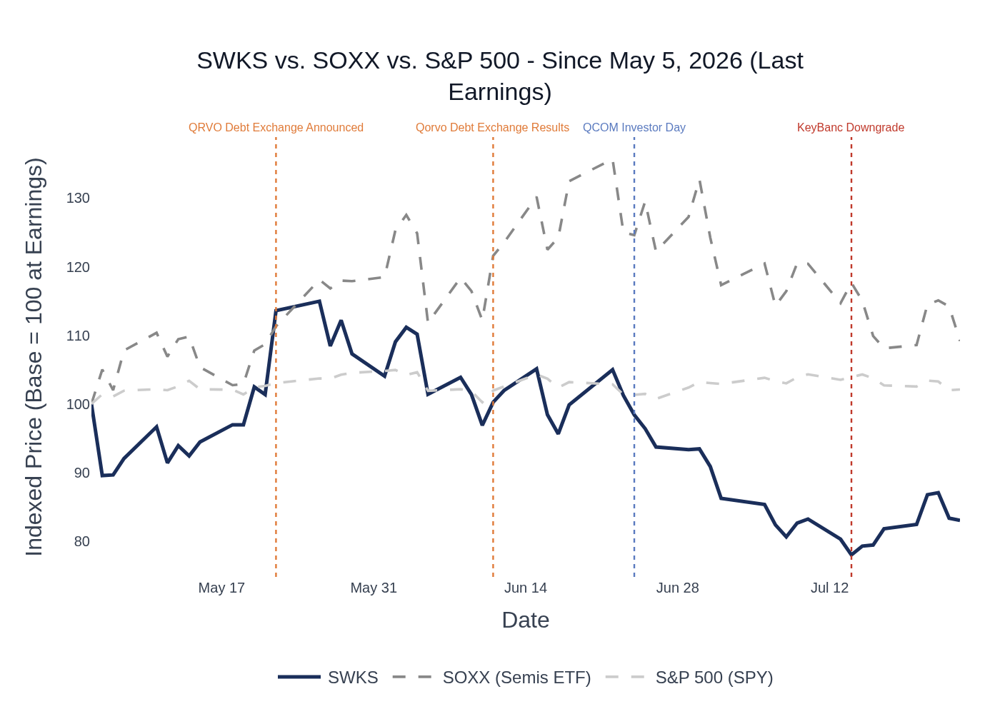 SWKS vs. SOXX vs. S&P 500 - Since May 5, 2026 (Last
Earnings)
QRVO Debt Exchange Announced
Qorvo Debt Exchange Results
QCOM Investor Day
KeyBanc Downgrade
Indexed Price (Base = 100 at Earnings)
130
120
110
100
90
80
May 17
May 31
Jun 14
Jun 28
Jul 12
Date
SWKS
SOXX (Semis ETF)
S&P 500 (SPY)